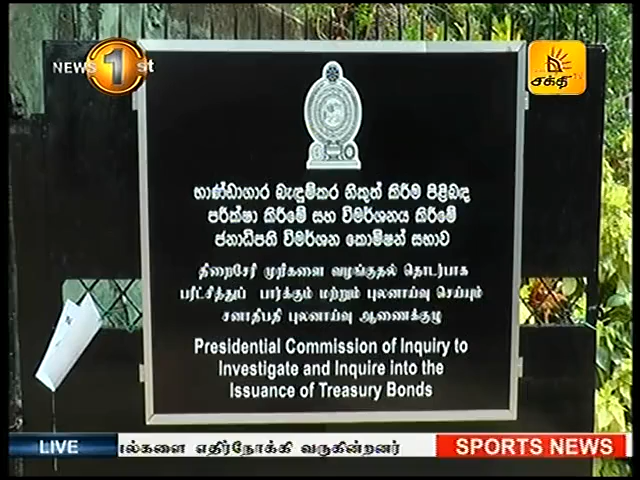 NEWS 1st
சக்தி TV
භාණ්ඩාගාර බැඳුම්කර නිකුත් කිරීම පිළිබඳ
පරීක්ෂා කිරීමේ සහ විමර්ශනය කිරීමේ
ජනාධිපති විමර්ශන කොමිෂන් සභාව
திறைசேரி முறிகளை வழங்குதல் தொடர்பாக
பரீட்சித்துப் பார்க்கும் மற்றும் புலனாய்வு செய்யும்
சனாதிபதி புலனாய்வு ஆணைக்குழு
Presidential Commission of Inquiry to
Investigate and Inquire into the
Issuance of Treasury Bonds
LIVE ல்களை எதிர்நோக்கி வருகின்றனர் SPORTS NEWS